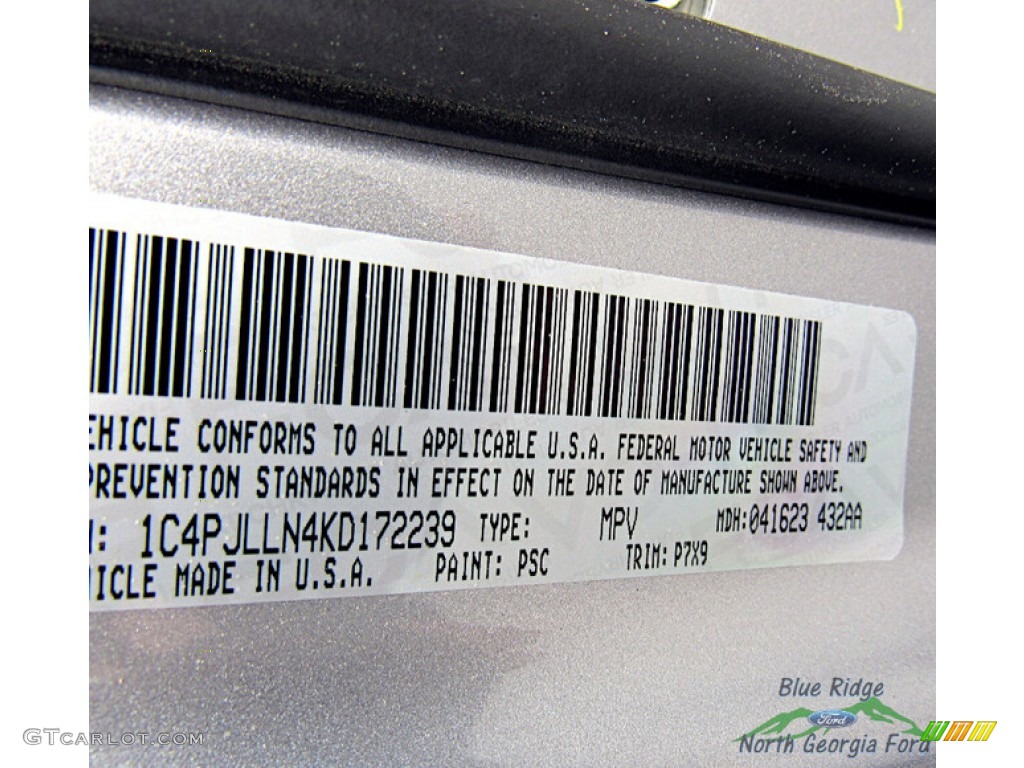 EHICLE CONFORMS TO ALL APPLICABLE U.S.A. FEDERAL MOTOR VEHICLE SAFETY AND
PREVENTION STANDARDS IN EFFECT ON THE DATE OF MANUFACTURE SHOWN ABOVE.
: 1C4PJLLN4KD172239 TYPE: MPV MDH:041623 432AA
HICLE MADE IN U.S.A. PAINT: PSC TRIM: P7X9
Blue Ridge
Ford
North Georgia Ford
GTCARLOT.COM